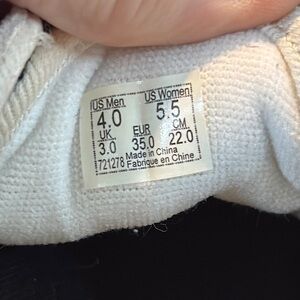 US Men US Women
4.0 5.5
UK EUR CM
3.0 35.0 22.0
721278 Made in China
Fabriqué en Chine